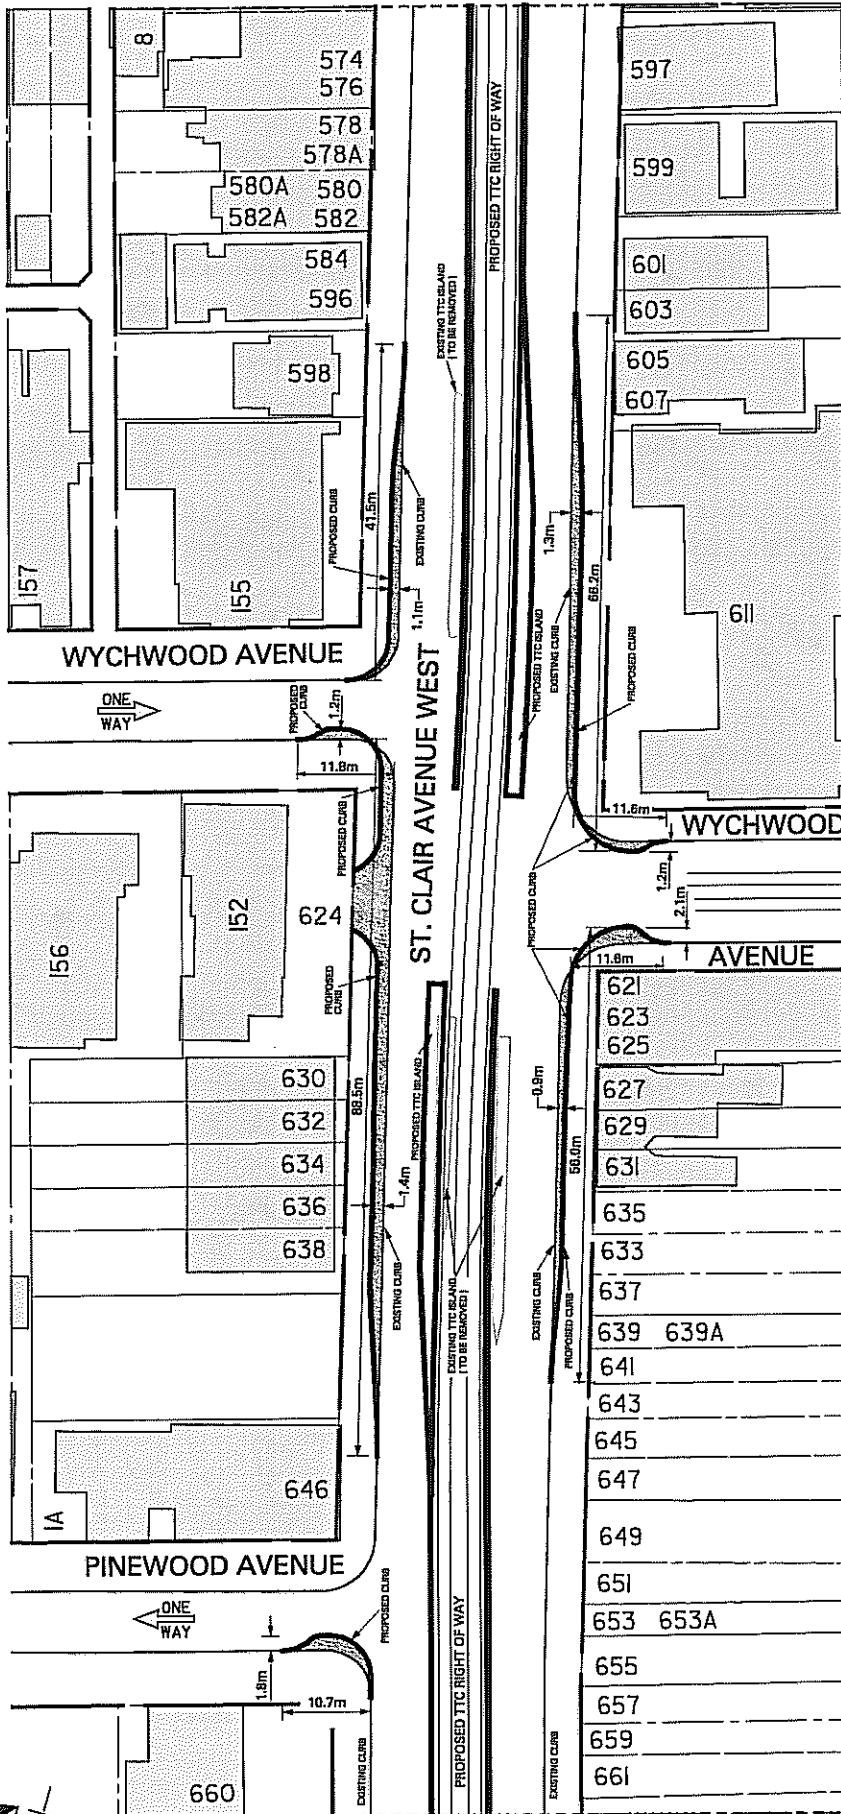 8
574
576
578
578A
580A 580
582A 582
584
596
598
157
155
WYCHWOOD AVENUE
ONE
WAY
PROPOSED CURB
41.5m
EXISTING CURB
1.1m
PROPOSED
CURB
1.2m
11.8m
PROPOSED CURB
156
152
624
PROPOSED
CURB
630
632
634
636
638
88.5m
1.4m
EXISTING CURB
646
1A
PINEWOOD AVENUE
ONE
WAY
PROPOSED CURB
1.8m
10.7m
660
EXISTING CURB
ST. CLAIR AVENUE WEST
PROPOSED TTC RIGHT OF WAY
EXISTING TTC ISLAND
[ TO BE REMOVED ]
PROPOSED TTC ISLAND
PROPOSED TTC ISLAND
EXISTING TTC ISLAND
[ TO BE REMOVED ]
PROPOSED TTC RIGHT OF WAY
597
599
601
603
605
607
611
1.3m
66.2m
EXISTING CURB
PROPOSED CURB
11.6m
WYCHWOOD
1.2m
2.1m
PROPOSED CURB
11.6m
AVENUE
621
623
625
627
629
631
635
633
637
639 639A
641
643
645
647
649
651
653 653A
655
657
659
661
0.9m
56.0m
EXISTING CURB
PROPOSED CURB
EXISTING CURB